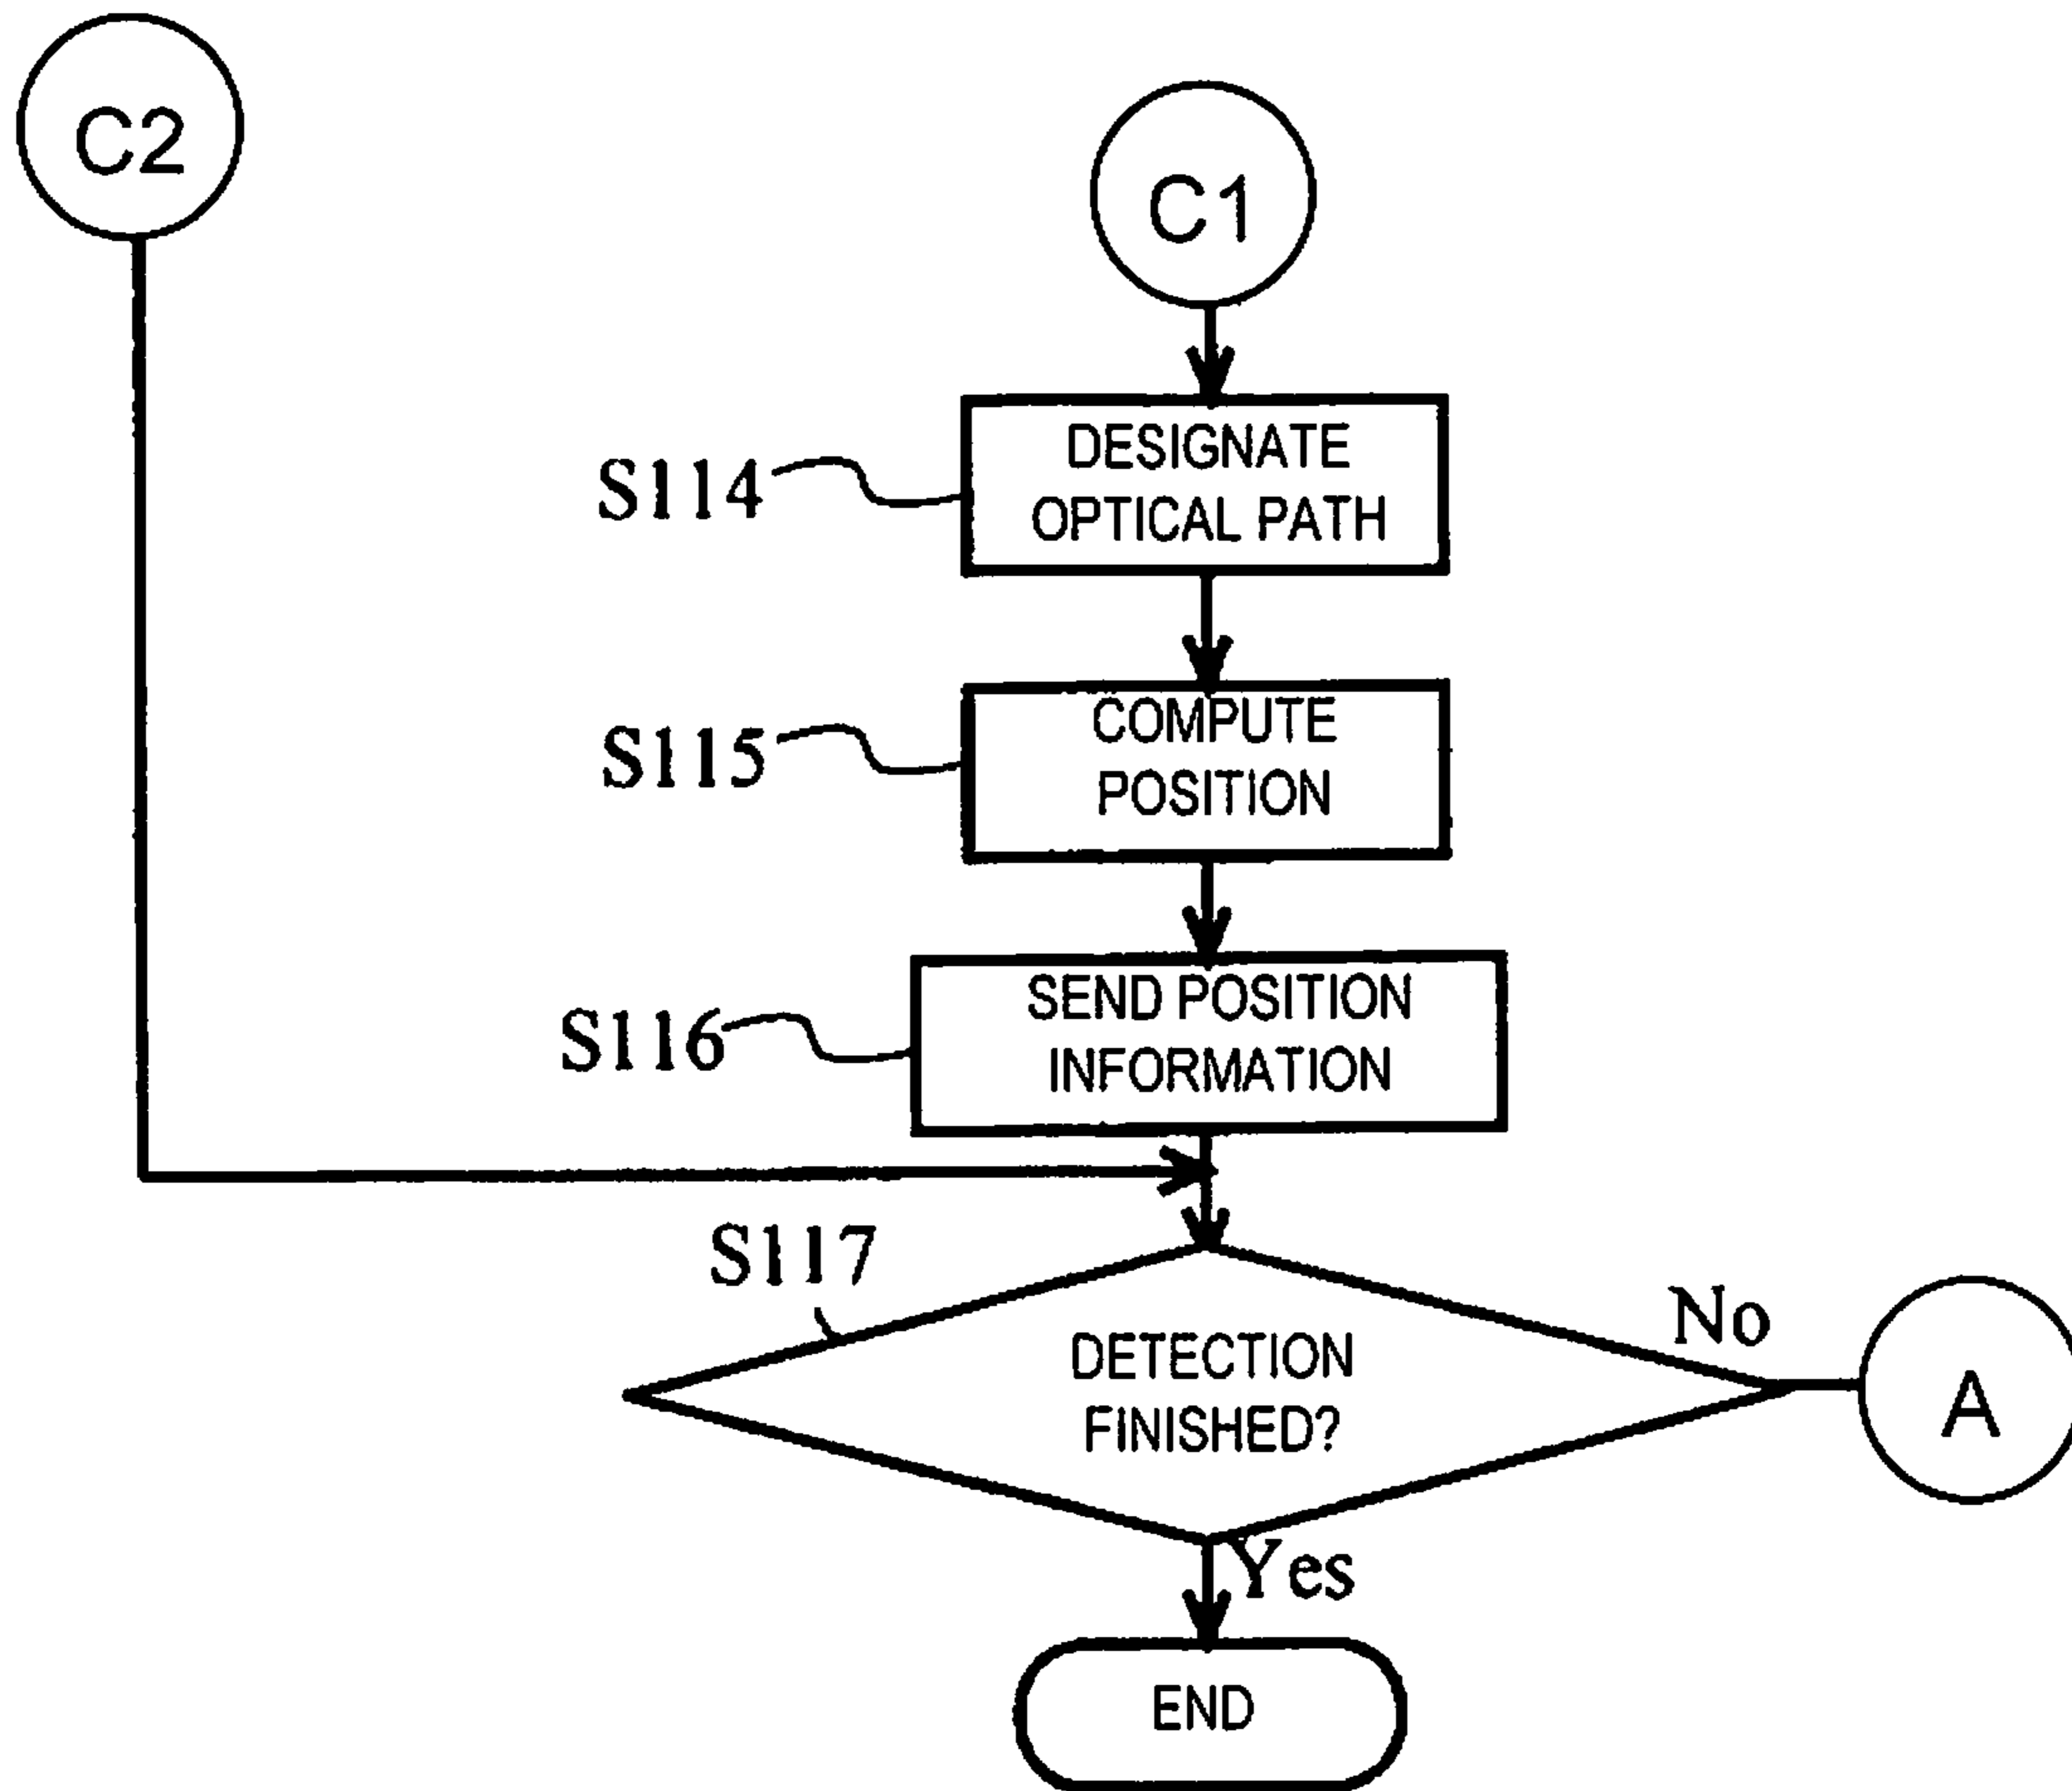 C2
C1
S114
DESIGNATE
OPTICAL PATH
S115
COMPUTE
POSITION
S116
SEND POSITION
INFORMATION
S117
DETECTION
FINISHED?
No
A
Yes
END